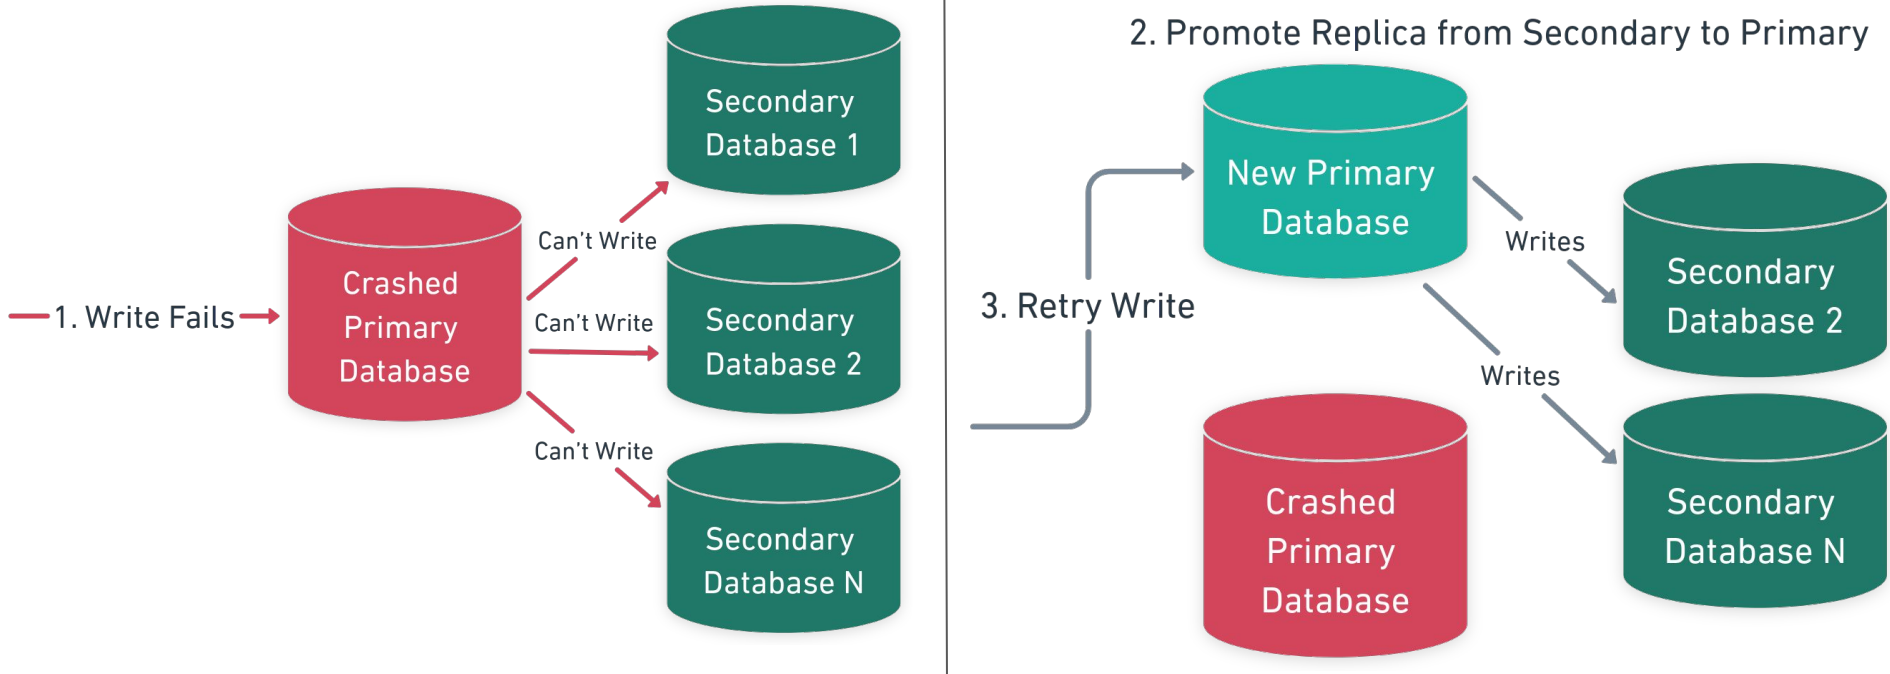 Secondary
Database 1
Can't Write
1. Write Fails
Crashed
Primary
Database
Can't Write
Secondary
Database 2
Can't Write
Secondary
Database N
2. Promote Replica from Secondary to Primary
New Primary
Database
Writes
Secondary
Database 2
3. Retry Write
Writes
Crashed
Primary
Database
Secondary
Database N